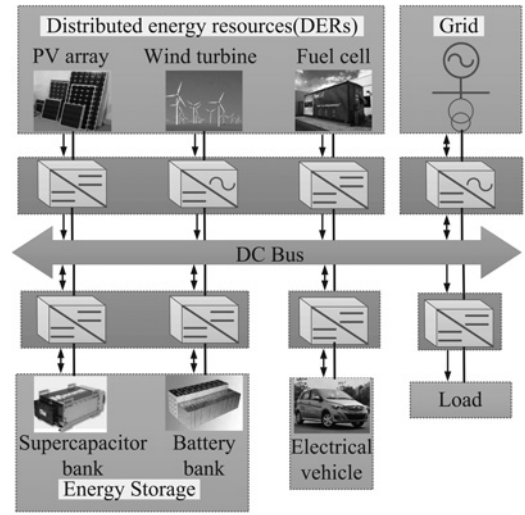 Distributed energy resources(DERs)
Grid
PV array
Wind turbine
Fuel cell
DC Bus
Supercapacitor
bank
Battery
bank
Energy Storage
Electrical
vehicle
Load